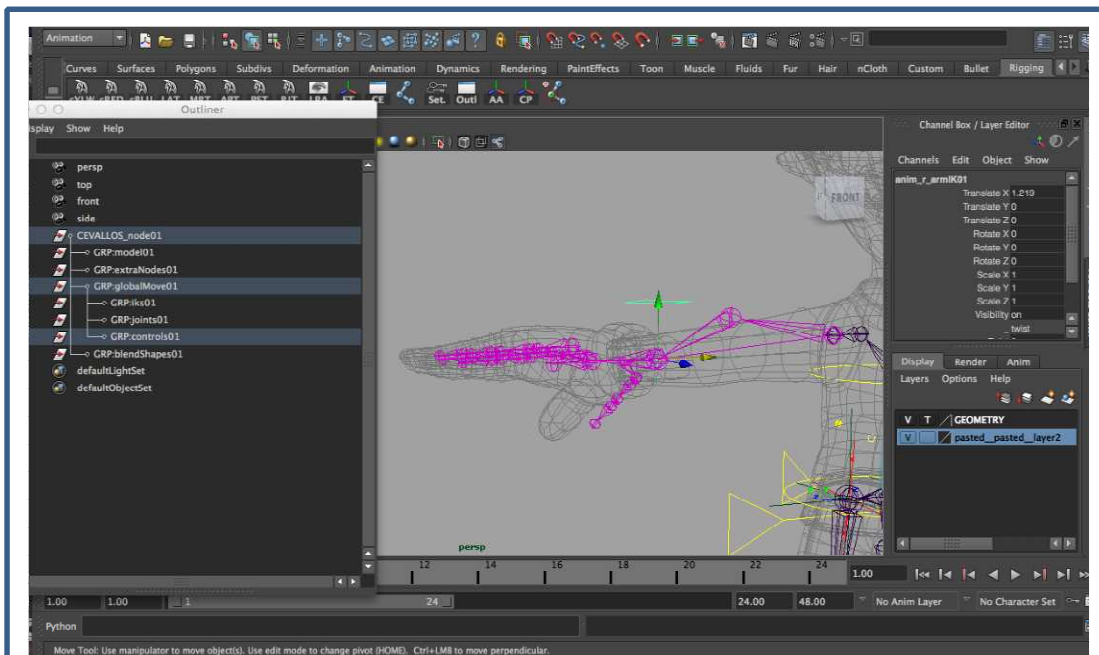 Animation
Curves Surfaces Polygons Subdivs Deformation Animation Dynamics Rendering PaintEffects Toon Muscle Fluids Fur Hair nCloth Custom Bullet Rigging
Set. Outl AA CP
Outliner
Display Show Help
persp
top
front
side
CEVALLOS_node01
GRP:model01
GRP:extraNodes01
GRP:globalMove01
GRP:iks01
GRP:joints01
GRP:controls01
GRP:blendShapes01
defaultLightSet
defaultObjectSet
FRONT
persp
Channel Box / Layer Editor
Channels Edit Object Show
anim_r_armIK01
Translate X 1.219
Translate Y 0
Translate Z 0
Rotate X 0
Rotate Y 0
Rotate Z 0
Scale X 1
Scale Y 1
Scale Z 1
Visibility on
_twist
Display Render Anim
Layers Options Help
V T GEOMETRY
V pasted__pasted__layer2
12 14 16 18 20 22 24 1.00
1.00 1.00 1 24 24.00 48.00 No Anim Layer No Character Set
Python
Move Tool: Use manipulator to move object(s). Use edit mode to change pivot (HOME). Ctrl+LMB to move perpendicular.